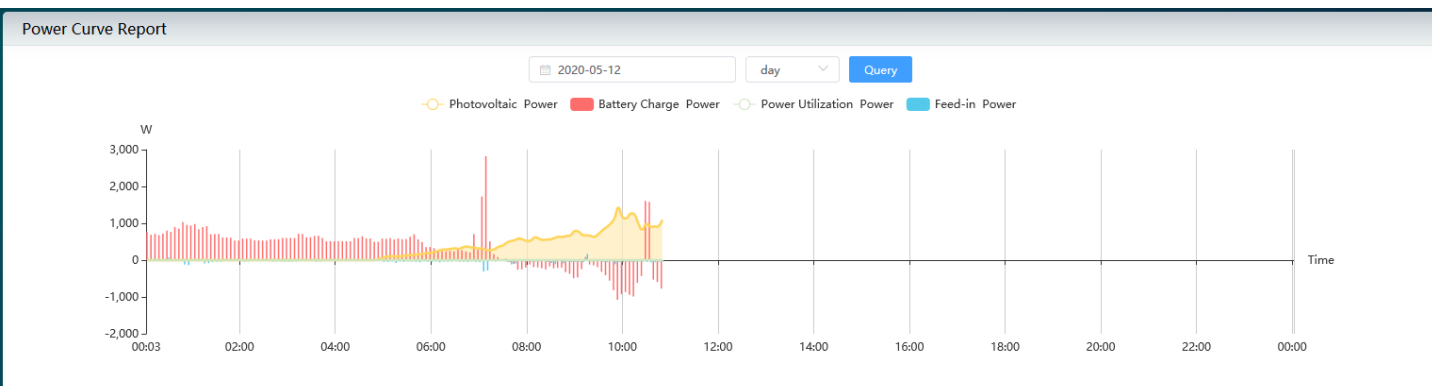 Power Curve Report
2020-05-12 day Query
Photovoltaic Power Battery Charge Power Power Utilization Power Feed-in Power
W
3,000
2,000
1,000
0 Time
-1,000
-2,000
00:03 02:00 04:00 06:00 08:00 10:00 12:00 14:00 16:00 18:00 20:00 22:00 00:00